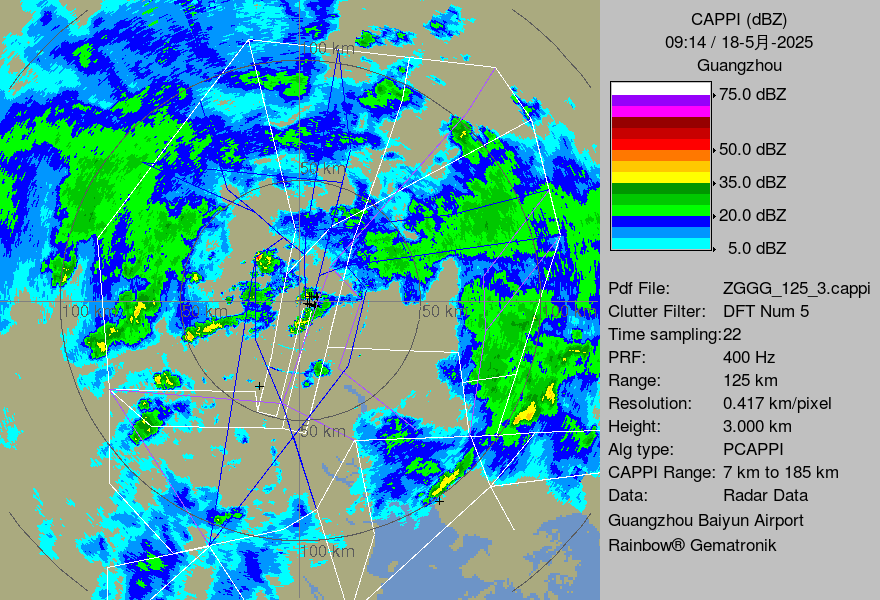 CAPPI (dBZ)
09:14 / 18-5月-2025
Guangzhou
75.0 dBZ
50.0 dBZ
35.0 dBZ
20.0 dBZ
5.0 dBZ
Pdf File: ZGGG_125_3.cappi
Clutter Filter: DFT Num 5
Time sampling:22
PRF: 400 Hz
Range: 125 km
Resolution: 0.417 km/pixel
Height: 3.000 km
Alg type: PCAPPI
CAPPI Range: 7 km to 185 km
Data: Radar Data
Guangzhou Baiyun Airport
Rainbow® Gematronik
100 km
50 km
100 km
50 km
50 km
100 km
50 km
100 km